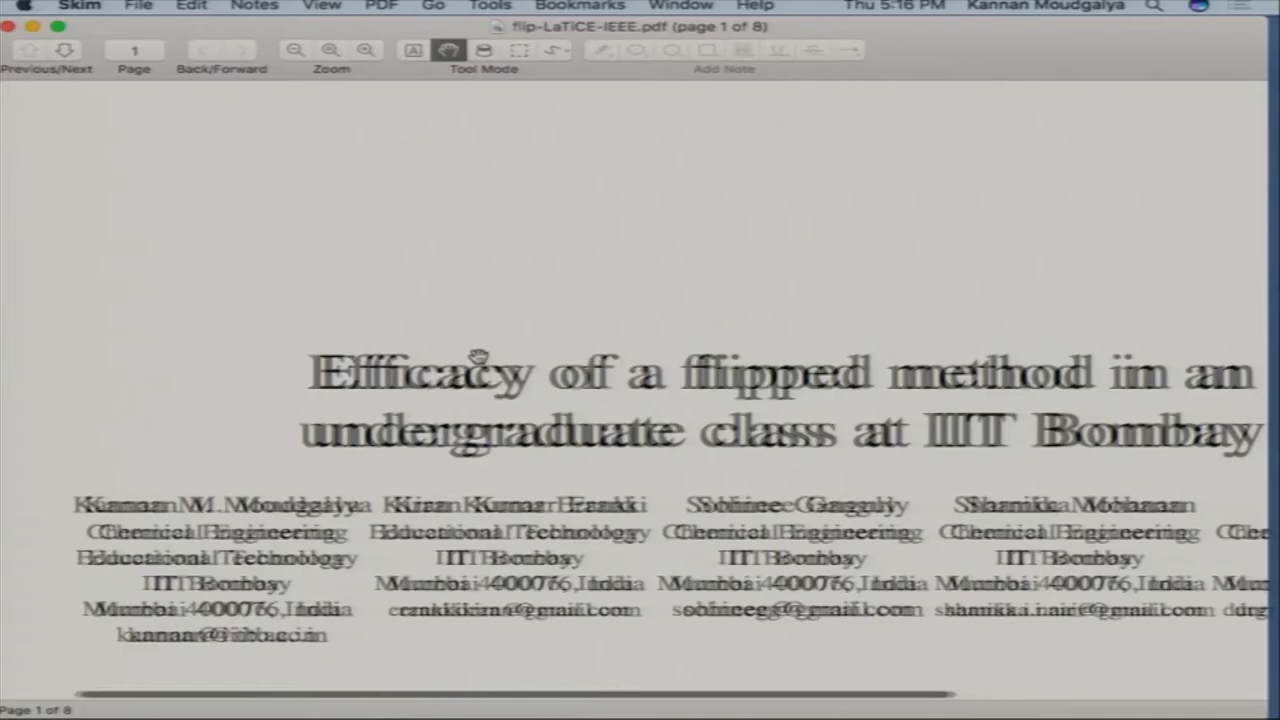 Skim File Edit Notes View PDF Go Tools Bookmarks Window Help Thu 5:16 PM Kannan Moudgalya
flip-LaTiCE-IEEE.pdf (page 1 of 8)
1
Previous/Next Page Back/Forward Zoom Tool Mode Add Note
Efficacy of a flipped method in an
undergraduate class at IIT Bombay
Kannan M. Moudgalya Kiran Kumar Eranki Sobhinee Ganguly Shamika Mohanan
Chemical Engineering Educational Technology Chemical Engineering Chemical Engineering
Educational Technology IIT Bombay IIT Bombay IIT Bombay
IIT Bombay Mumbai 400076, India Mumbai 400076, India Mumbai 400076, India
Mumbai 400076, India
Page 1 of 8